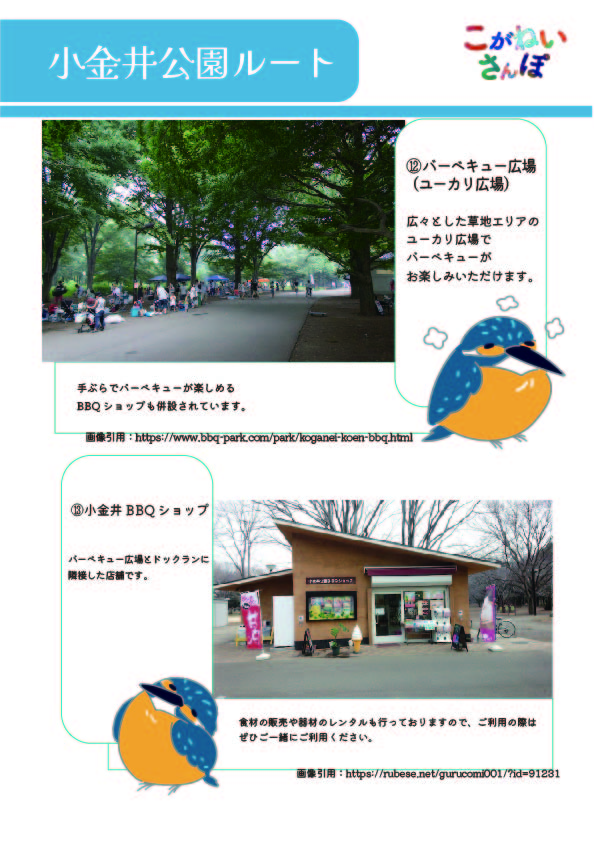 小金井公園ルート
こがねい
さんぽ
⑫バーベキュー広場
（ユーカリ広場）
広々とした草地エリアの
ユーカリ広場で
バーベキューが
お楽しみいただけます。
手ぶらでバーベキューが楽しめる
BBQショップも併設されています。
画像引用：https://www.bbq-park.com/park/koganei-koen-bbq.html
⑬小金井BBQショップ
バーベキュー広場とドックランに
隣接した店舗です。
食材の販売や器材のレンタルも行っておりますので、ご利用の際は
ぜひご一緒にご利用ください。
画像引用：https://rubese.net/gurucomi001/?id=91231